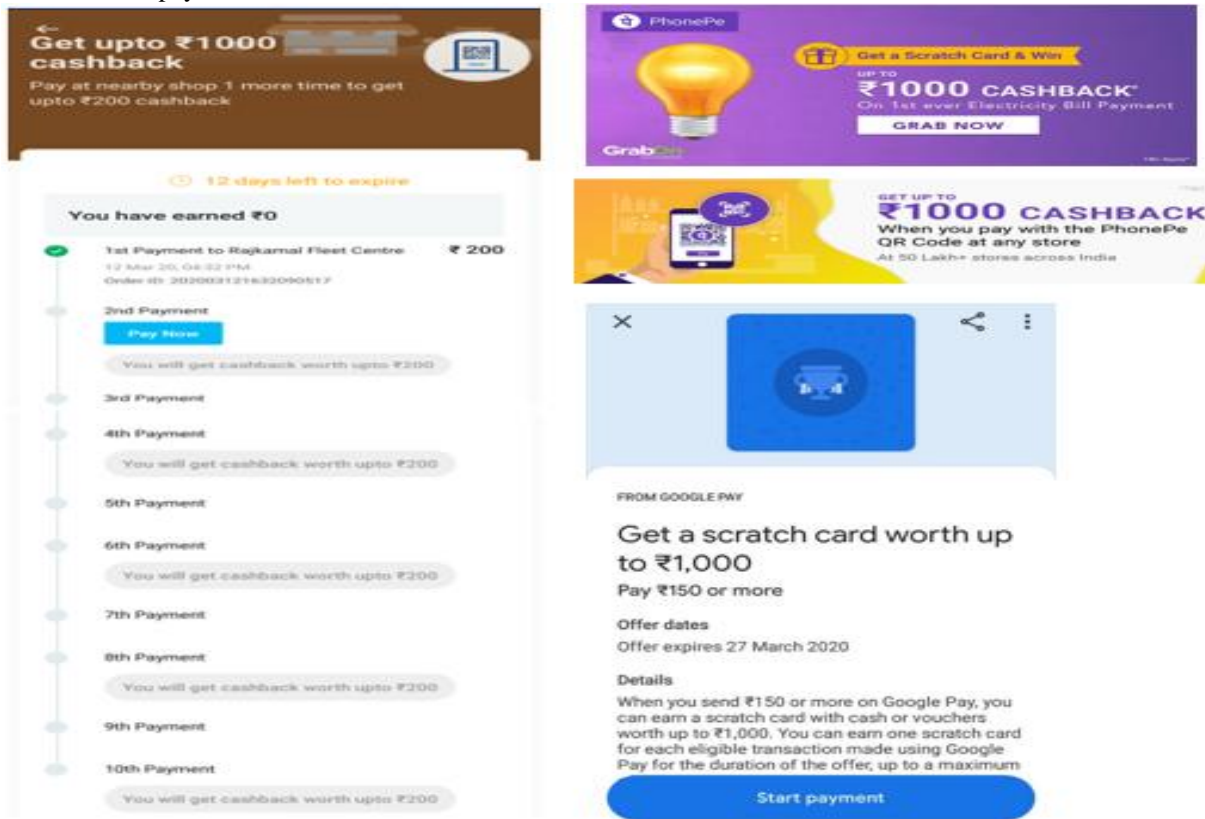 Get upto ₹1000
cashback
Pay at nearby shop 1 more time to get
upto ₹200 cashback
12 days left to expire
You have earned ₹0
1st Payment to Rajkamal Fleet Centre ₹ 200
12 Mar 20, 04:32 PM
Order ID: 202003121632090517
2nd Payment
Pay Now
You will get cashback worth upto ₹200
3rd Payment
4th Payment
You will get cashback worth upto ₹200
5th Payment
6th Payment
You will get cashback worth upto ₹200
7th Payment
8th Payment
You will get cashback worth upto ₹200
9th Payment
10th Payment
You will get cashback worth upto ₹200
PhonePe
Get a Scratch Card & Win
UP TO
₹1000 CASHBACK*
On 1st ever Electricity Bill Payment
GRAB NOW
GrabOn
GET UP TO
₹1000 CASHBACK
When you pay with the PhonePe
QR Code at any store
At 50 Lakh+ stores across India
FROM GOOGLE PAY
Get a scratch card worth up
to ₹1,000
Pay ₹150 or more
Offer dates
Offer expires 27 March 2020
Details
When you send ₹150 or more on Google Pay, you
can earn a scratch card with cash or vouchers
worth up to ₹1,000. You can earn one scratch card
for each eligible transaction made using Google
Pay for the duration of the offer, up to a maximum
Start payment